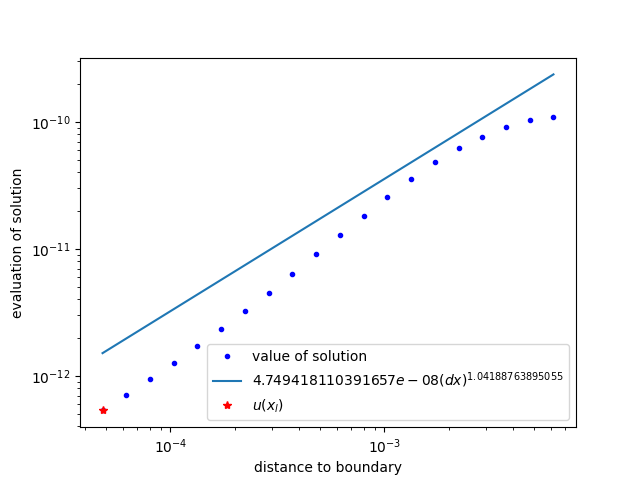 10⁻¹⁰
10⁻¹¹
10⁻¹²
evaluation of solution
value of solution
4.749418110391657e − 08(dx)^1.04188763895055
u(x_l)
10⁻⁴
10⁻³
distance to boundary